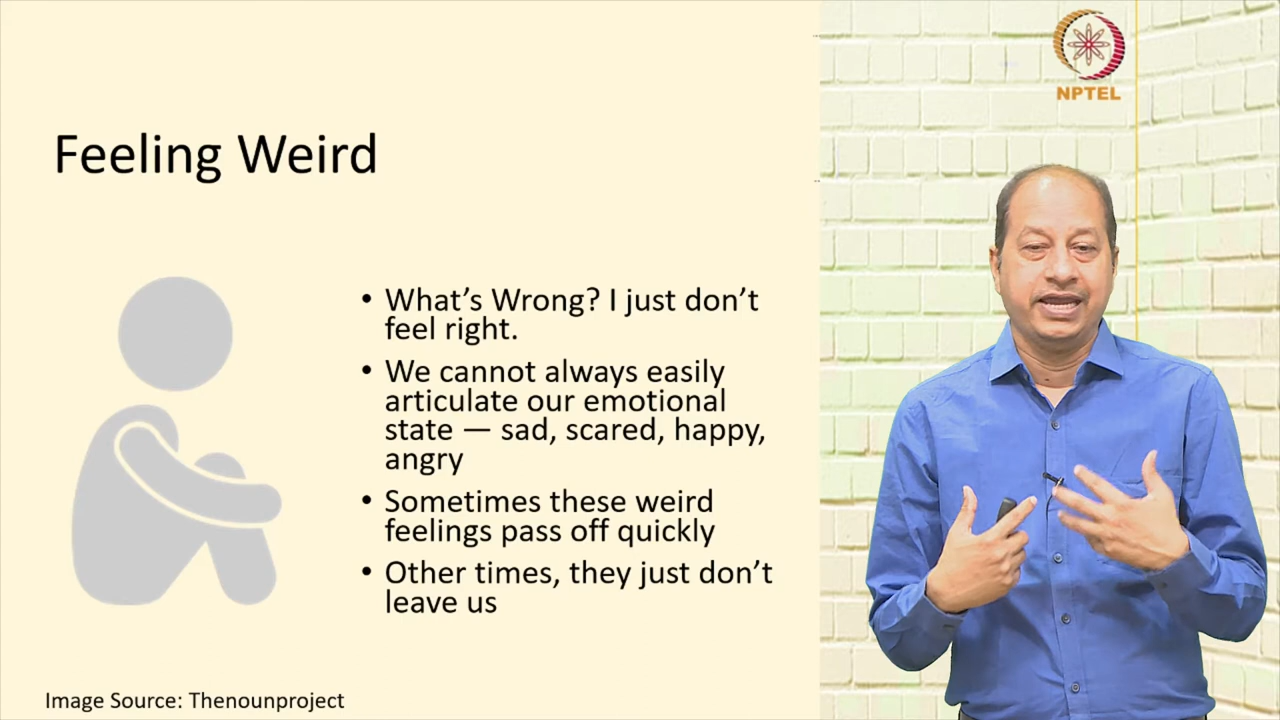 NPTEL
Feeling Weird
• What's Wrong? I just don't
feel right.
• We cannot always easily
articulate our emotional
state — sad, scared, happy,
angry
• Sometimes these weird
feelings pass off quickly
• Other times, they just don't
leave us
Image Source: Thenounproject